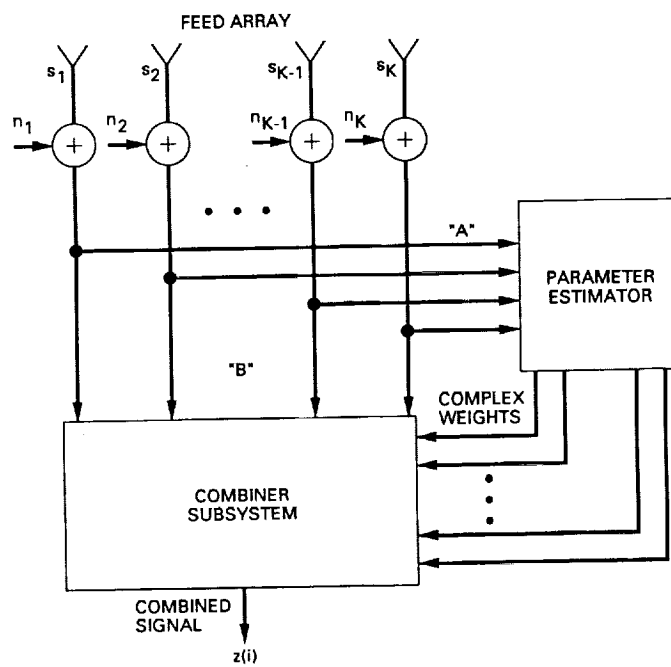 FEED ARRAY
s1 s2 sK-1 sK
n1 n2 nK-1 nK
+ + + +
"A"
PARAMETER
ESTIMATOR
"B"
COMPLEX
WEIGHTS
COMBINER
SUBSYSTEM
COMBINED
SIGNAL
z(i)